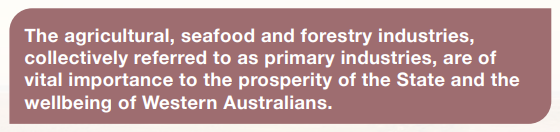 The agricultural, seafood and forestry industries,
collectively referred to as primary industries, are of
vital importance to the prosperity of the State and the
wellbeing of Western Australians.